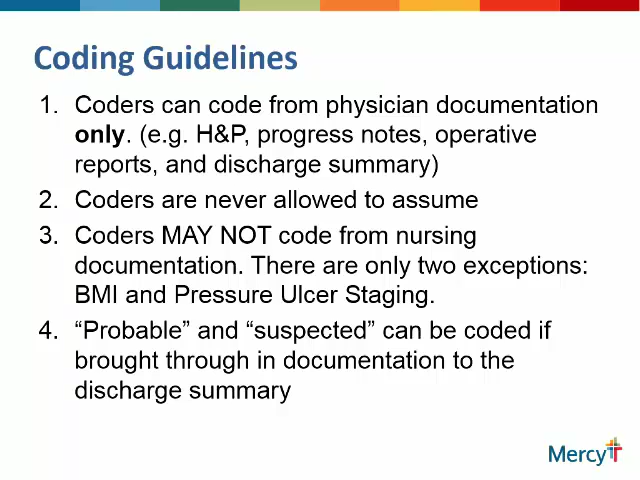 Coding Guidelines
1. Coders can code from physician documentation
only. (e.g. H&P, progress notes, operative
reports, and discharge summary)
2. Coders are never allowed to assume
3. Coders MAY NOT code from nursing
documentation. There are only two exceptions:
BMI and Pressure Ulcer Staging.
4. “Probable” and “suspected” can be coded if
brought through in documentation to the
discharge summary
Mercy